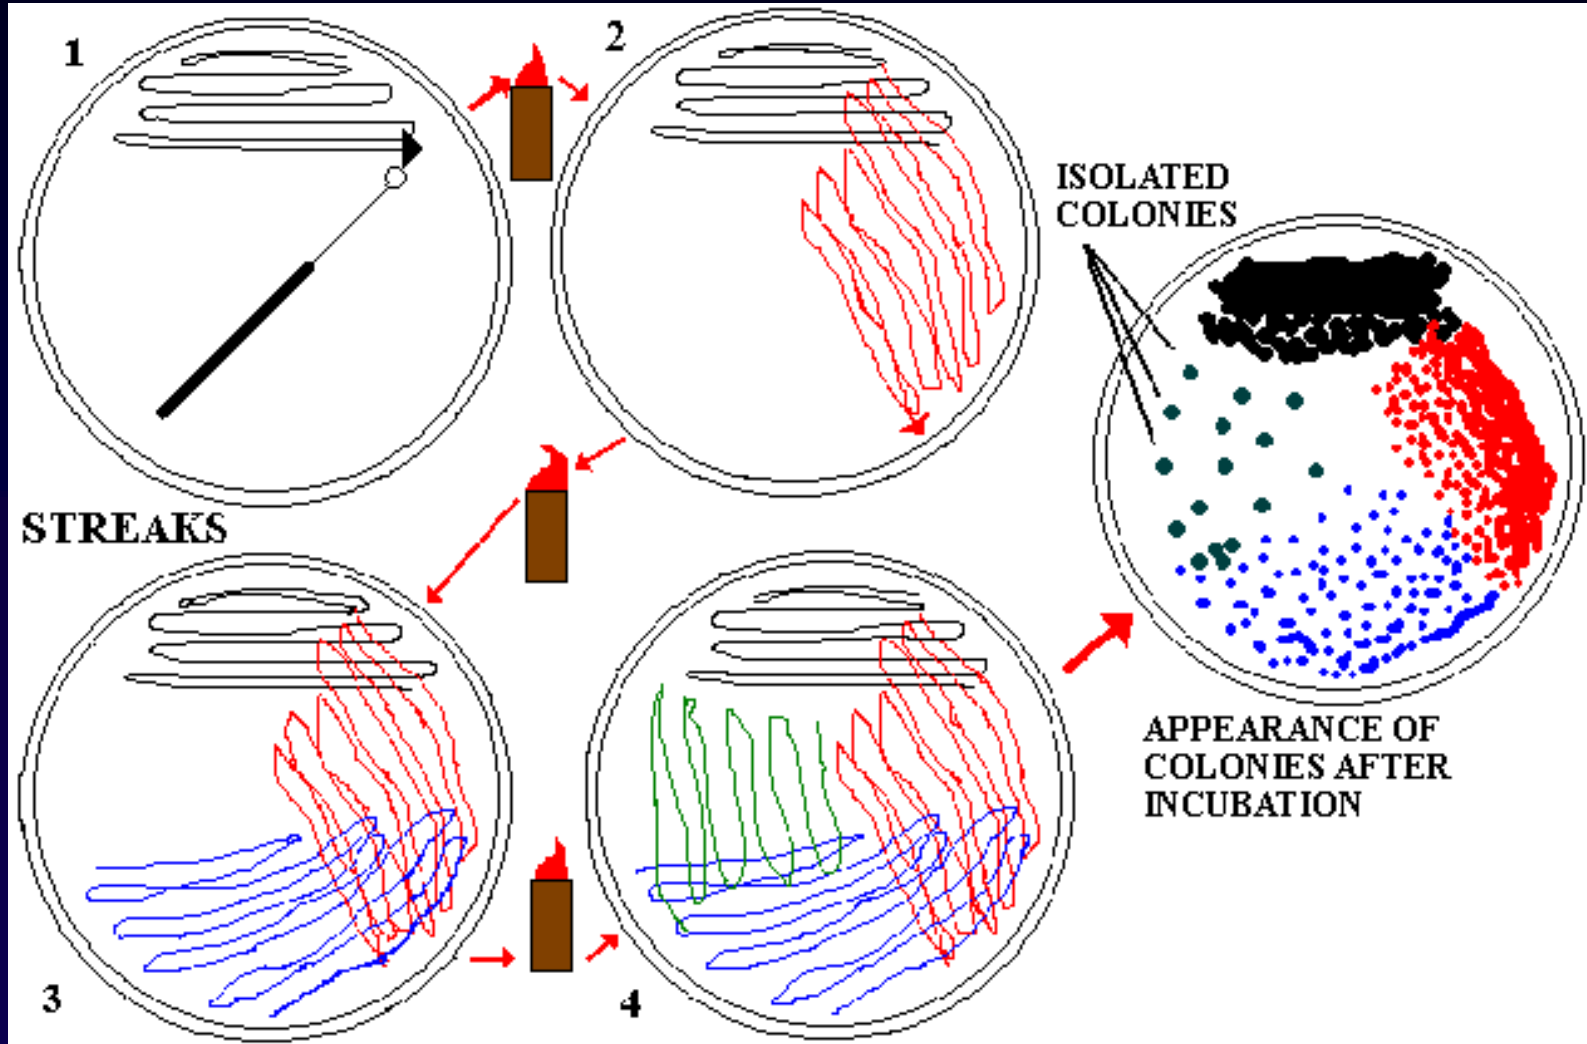 1
2
ISOLATED
COLONIES
STREAKS
3
4
APPEARANCE OF
COLONIES AFTER
INCUBATION